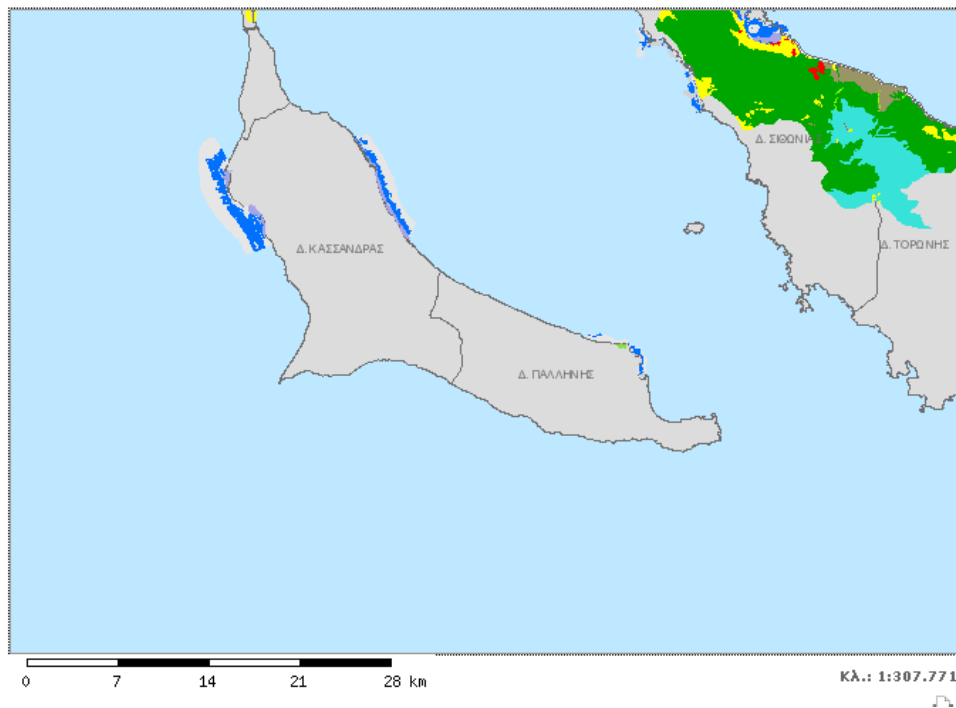 Δ. ΣΙΘΩΝΙΑΣ
Δ. ΚΑΣΣΑΝΔΡΑΣ
Δ. ΤΟΡΩΝΗΣ
Δ. ΠΑΛΛΗΝΗΣ
0 7 14 21 28 km
Κλ.: 1:307.771